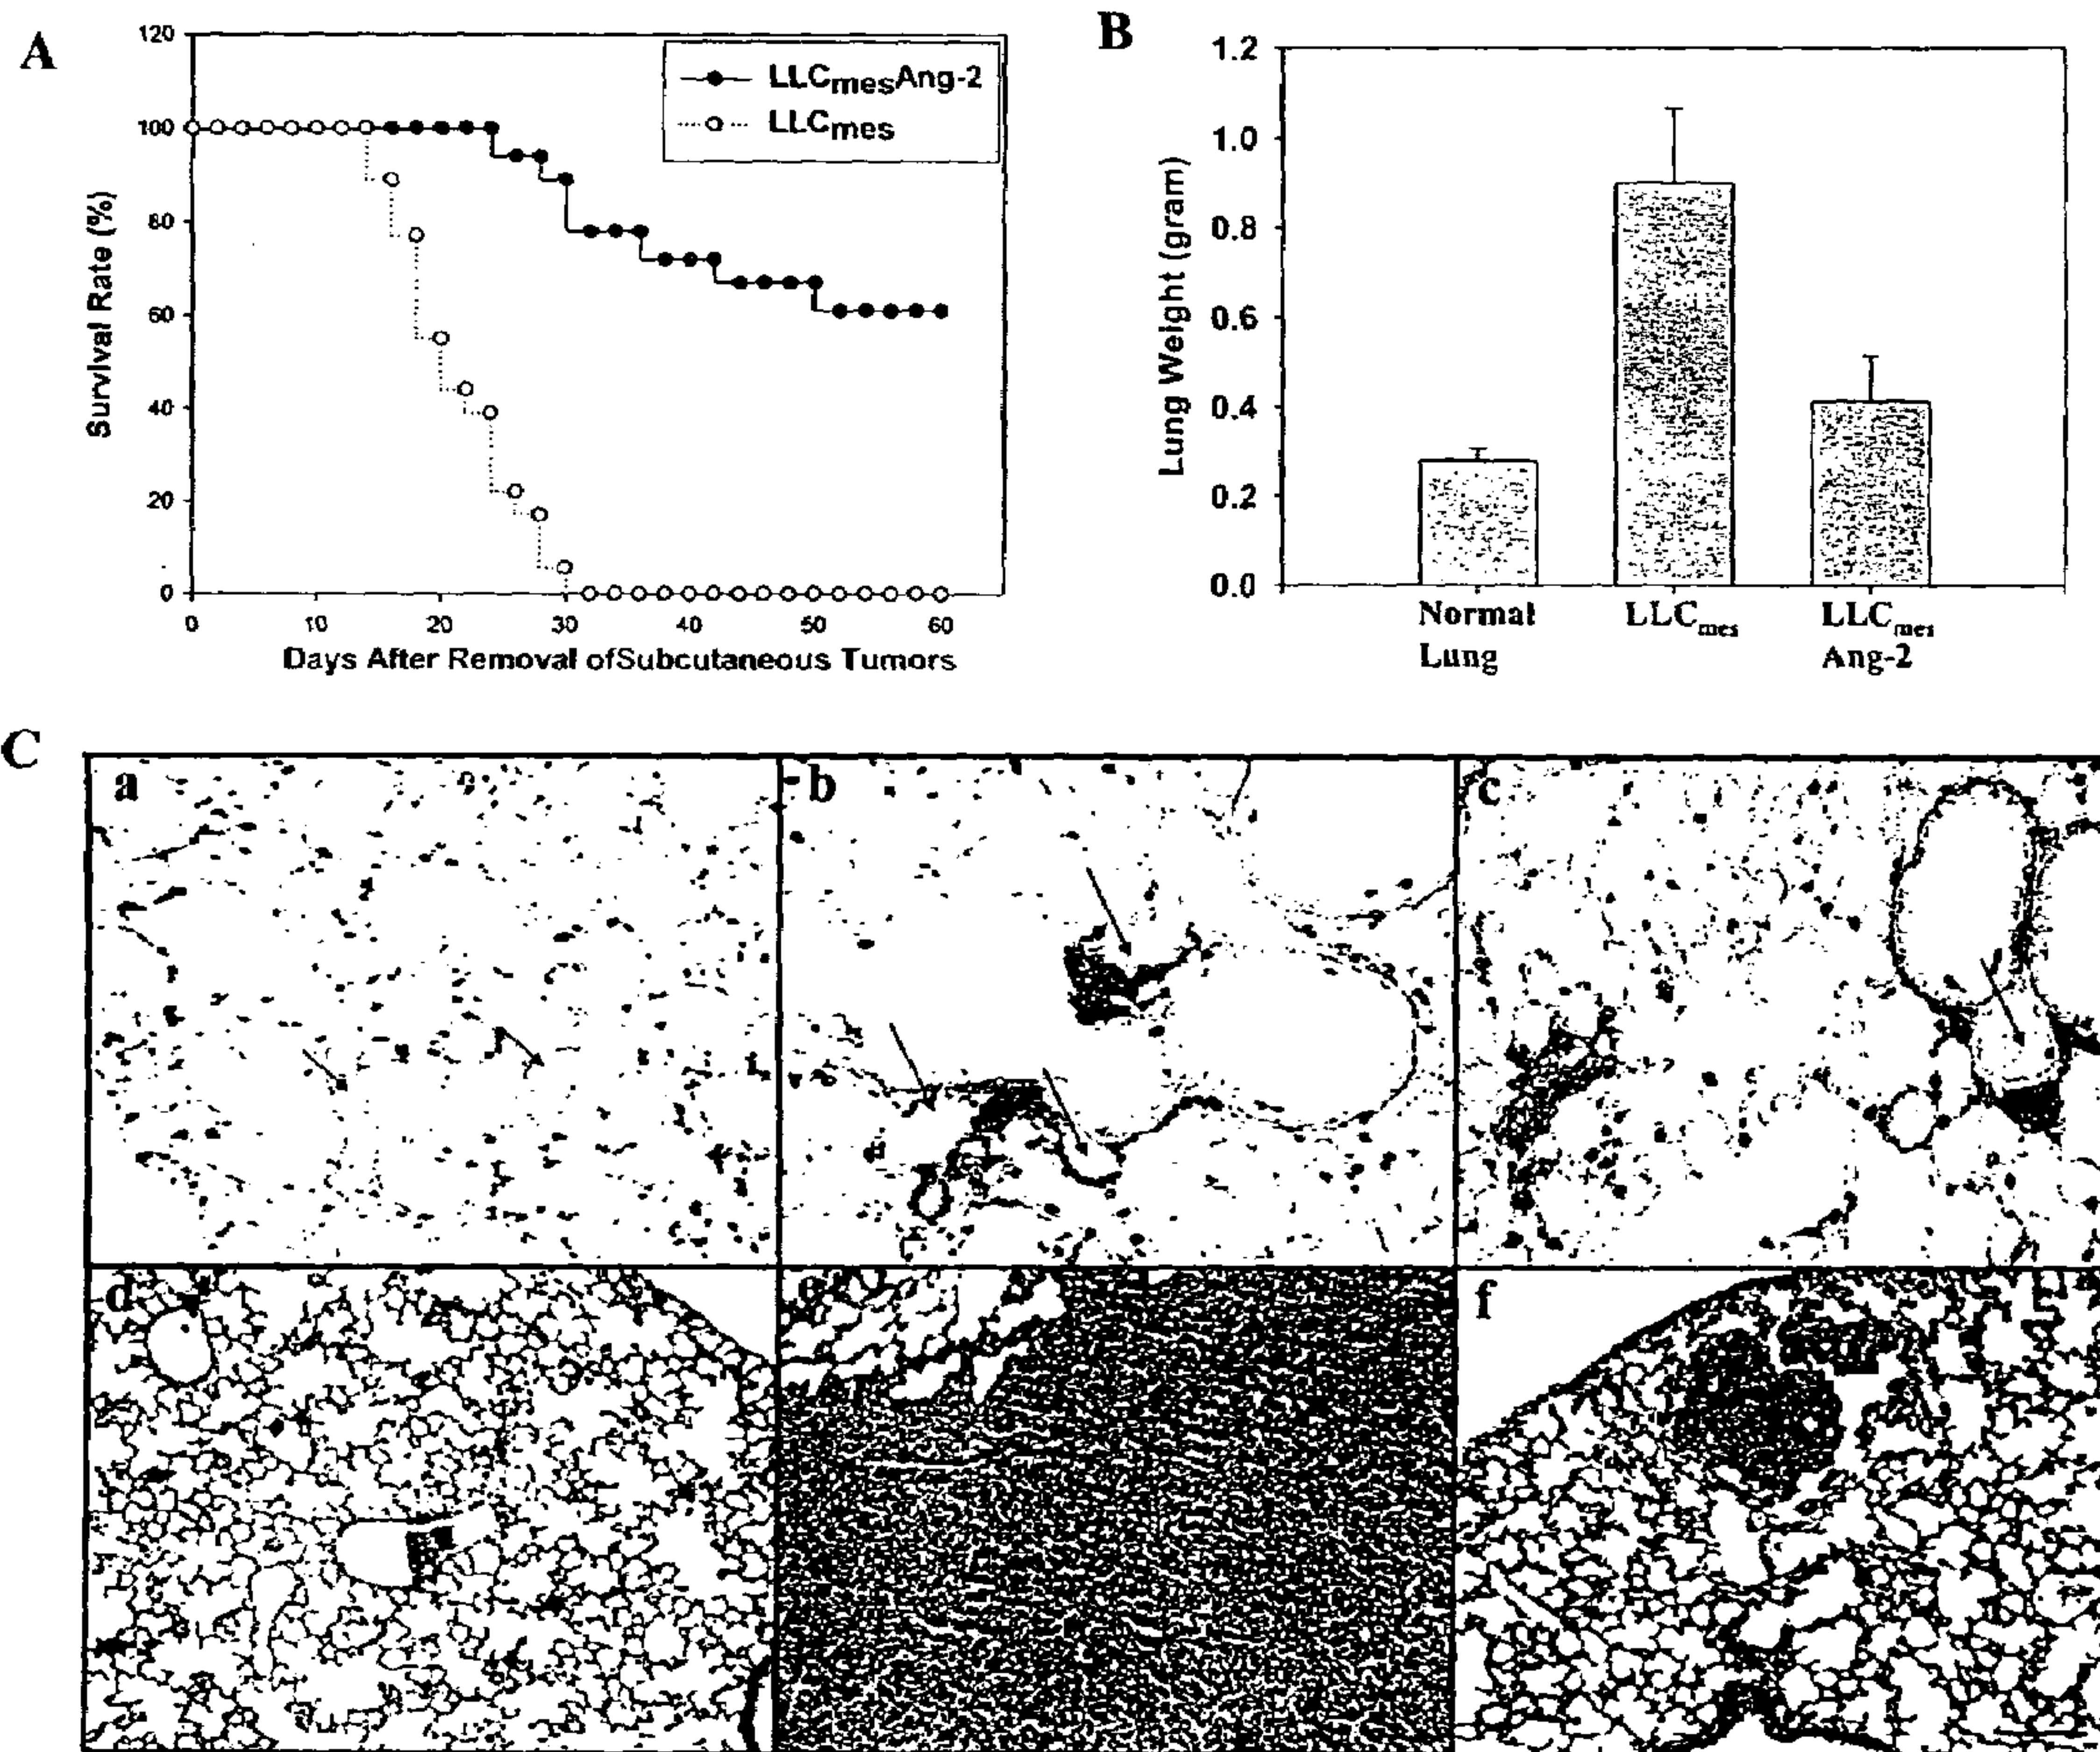 A
120
100
80
60
40
20
0
Survival Rate (%)
LLCmesAng-2
LLCmes
0 10 20 30 40 50 60
Days After Removal ofSubcutaneous Tumors
B
1.2
1.0
0.8
0.6
0.4
0.2
0.0
Lung Weight (gram)
Normal Lung
LLCmes
LLCmes Ang-2
C
a
b
c
d
e
f